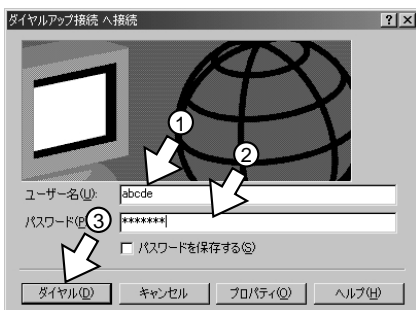 ダイヤルアップ接続 へ接続
?
×
①
②
ユーザー名(U): abcde
パスワード(P ③ *******
パスワードを保存する(S)
ダイヤル(D) キャンセル プロパティ(O) ヘルプ(H)